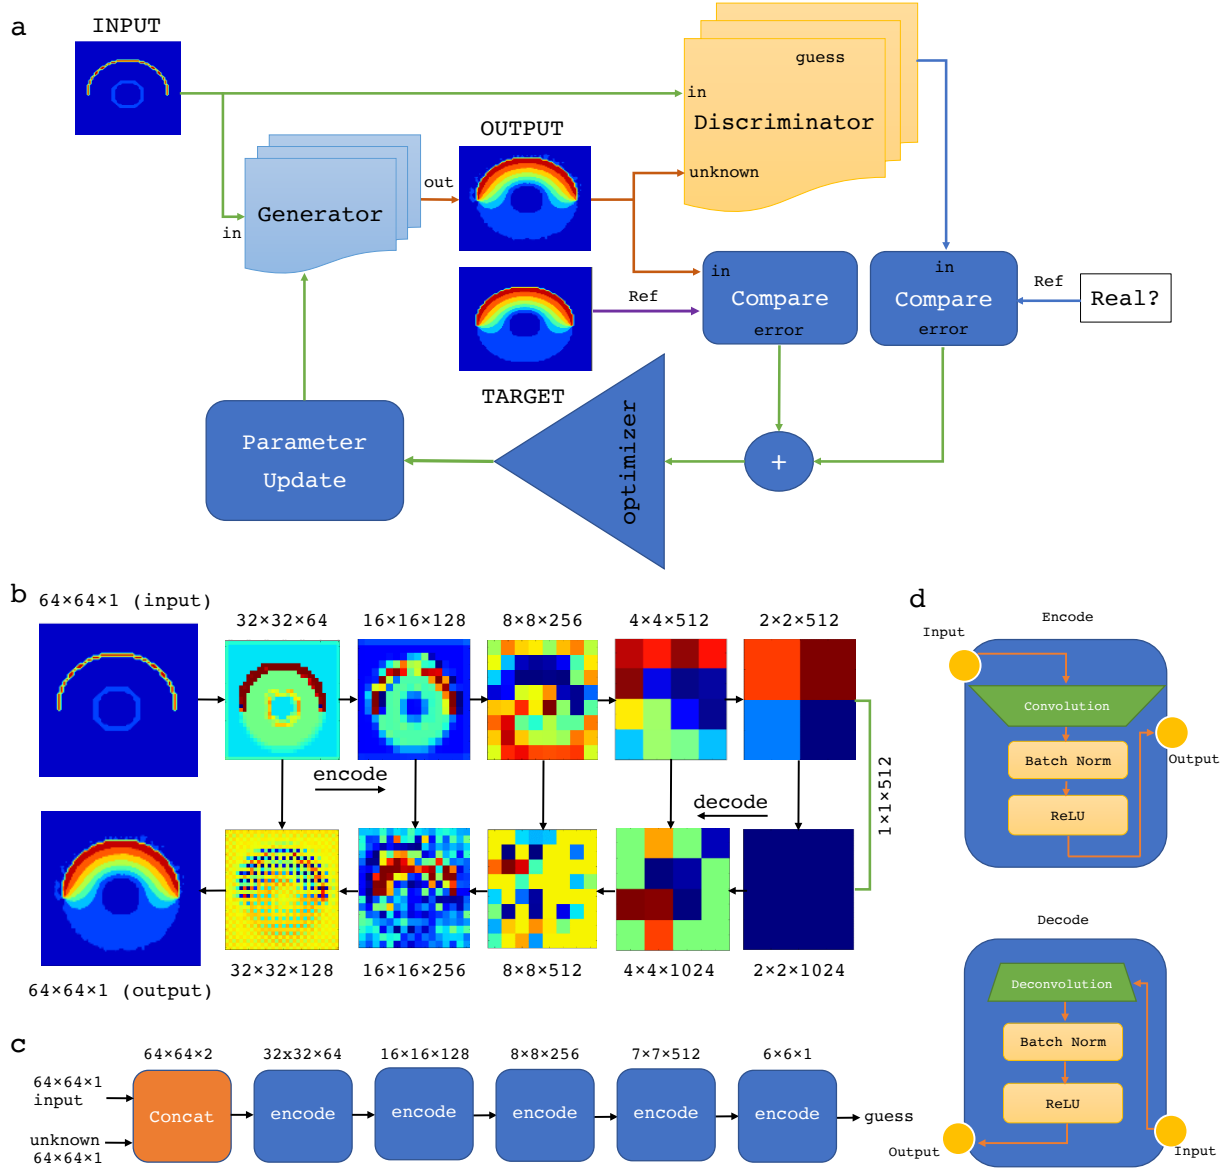 a
INPUT
guess
in
Discriminator
OUTPUT
unknown
out
Generator
in
in
Compare
error
Ref
in
Compare
error
Ref
Real?
TARGET
optimizer
+
Parameter
Update
b
64×64×1 (input)
32×32×64
16×16×128
8×8×256
4×4×512
2×2×512
encode
decode
1×1×512
64×64×1 (output)
32×32×128
16×16×256
8×8×512
4×4×1024
2×2×1024
c
64×64×2
32x32×64
16×16×128
8×8×256
7×7×512
6×6×1
64×64×1
input
unknown
64×64×1
Concat
encode
encode
encode
encode
encode
guess
d
Encode
Input
Convolution
Batch Norm
ReLU
Output
Decode
Deconvolution
Batch Norm
ReLU
Output
Input